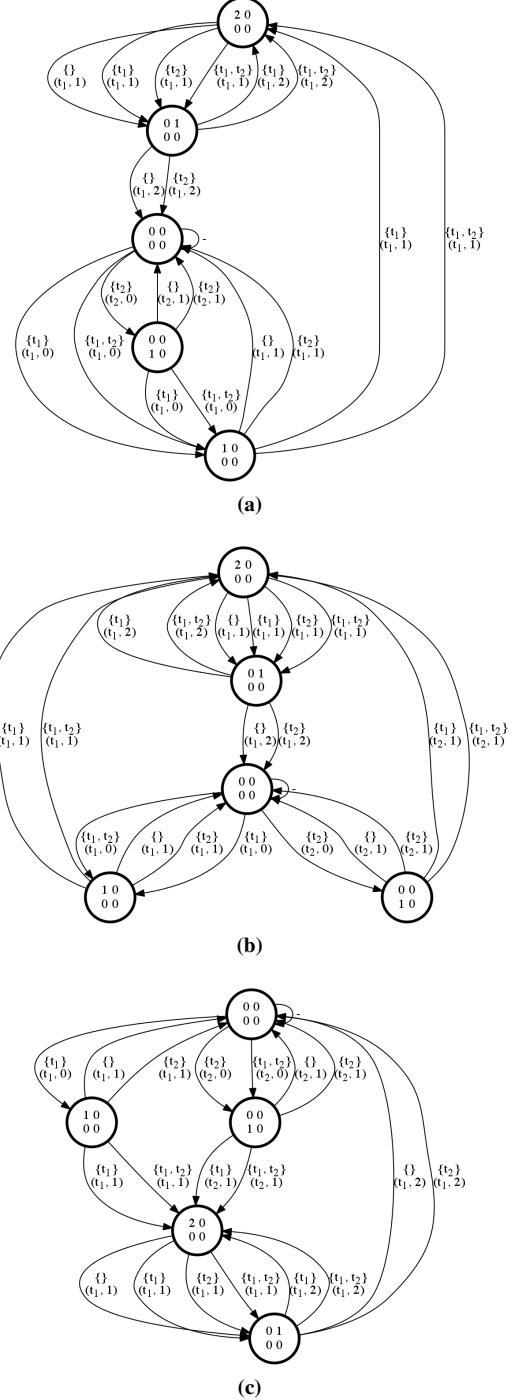 2 0
0 0
{} {t₁} {t₂} {t₁, t₂} {t₁} {t₁, t₂}
(t₁, 1) (t₁, 1) (t₁, 1) (t₁, 1) (t₁, 2) (t₁, 2)
0 1
0 0
{} {t₂}
(t₁, 2) (t₁, 2)
0 0
0 0
-
{t₁} {t₁, t₂}
(t₁, 1) (t₁, 1)
{t₂} {} {t₂}
(t₂, 0) (t₂, 1) (t₂, 1)
{t₁} {t₁, t₂} 0 0 {} {t₂}
(t₁, 0) (t₁, 0) 1 0 (t₁, 1) (t₁, 1)
{t₁} {t₁, t₂}
(t₁, 0) (t₁, 0)
1 0
0 0
(a)
2 0
0 0
{t₁} {t₁, t₂} {} {t₁} {t₂} {t₁, t₂}
(t₁, 2) (t₁, 2) (t₁, 1) (t₁, 1) (t₁, 1) (t₁, 1)
0 1
0 0
{t₁} {t₁, t₂} {} {t₂} {t₁} {t₁, t₂}
(t₁, 1) (t₁, 1) (t₁, 2) (t₁, 2) (t₂, 1) (t₂, 1)
0 0
0 0
-
{t₁, t₂} {} {t₂} {t₁} {t₂} {} {t₂}
(t₁, 0) (t₁, 1) (t₁, 1) (t₁, 0) (t₂, 0) (t₂, 1) (t₂, 1)
1 0 0 0
0 0 1 0
(b)
0 0
0 0
-
{t₁} {} {t₂} {t₂} {t₁, t₂} {} {t₂}
(t₁, 0) (t₁, 1) (t₁, 1) (t₂, 0) (t₂, 0) (t₂, 1) (t₂, 1)
1 0 0 0
0 0 1 0
{t₁} {t₁, t₂} {t₁} {t₁, t₂} {} {t₂}
(t₁, 1) (t₁, 1) (t₂, 1) (t₂, 1) (t₁, 2) (t₁, 2)
2 0
0 0
{} {t₁} {t₂} {t₁, t₂} {t₁} {t₁, t₂}
(t₁, 1) (t₁, 1) (t₁, 1) (t₁, 1) (t₁, 2) (t₁, 2)
0 1
0 0
(c)